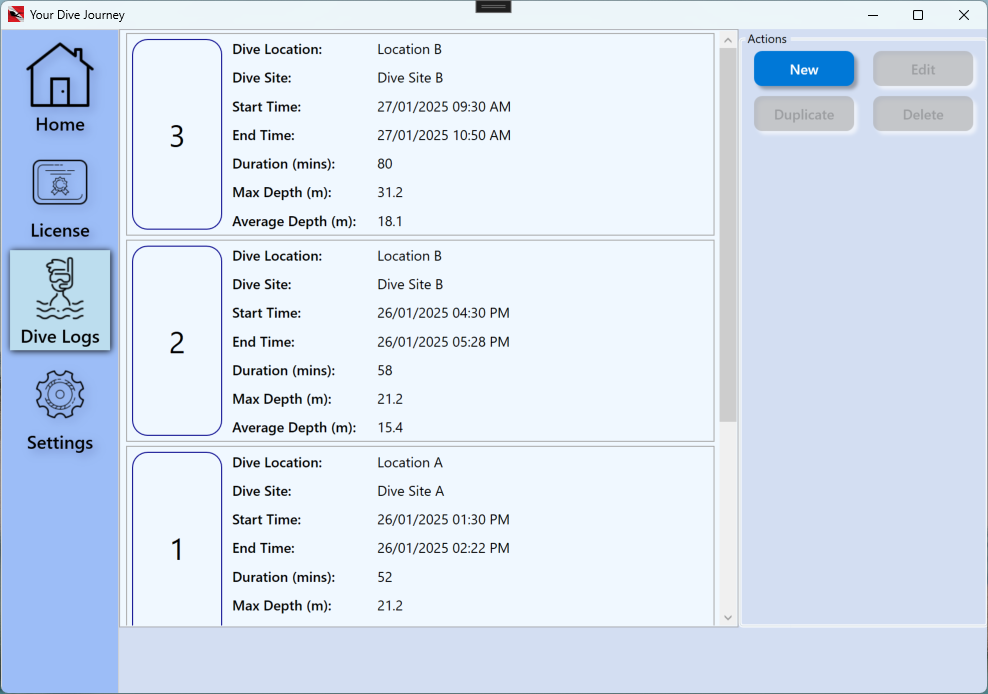 Your Dive Journey
Home
License
Dive Logs
Settings
3
Dive Location: Location B
Dive Site: Dive Site B
Start Time: 27/01/2025 09:30 AM
End Time: 27/01/2025 10:50 AM
Duration (mins): 80
Max Depth (m): 31.2
Average Depth (m): 18.1
2
Dive Location: Location B
Dive Site: Dive Site B
Start Time: 26/01/2025 04:30 PM
End Time: 26/01/2025 05:28 PM
Duration (mins): 58
Max Depth (m): 21.2
Average Depth (m): 15.4
1
Dive Location: Location A
Dive Site: Dive Site A
Start Time: 26/01/2025 01:30 PM
End Time: 26/01/2025 02:22 PM
Duration (mins): 52
Max Depth (m): 21.2
Actions
New Edit
Duplicate Delete